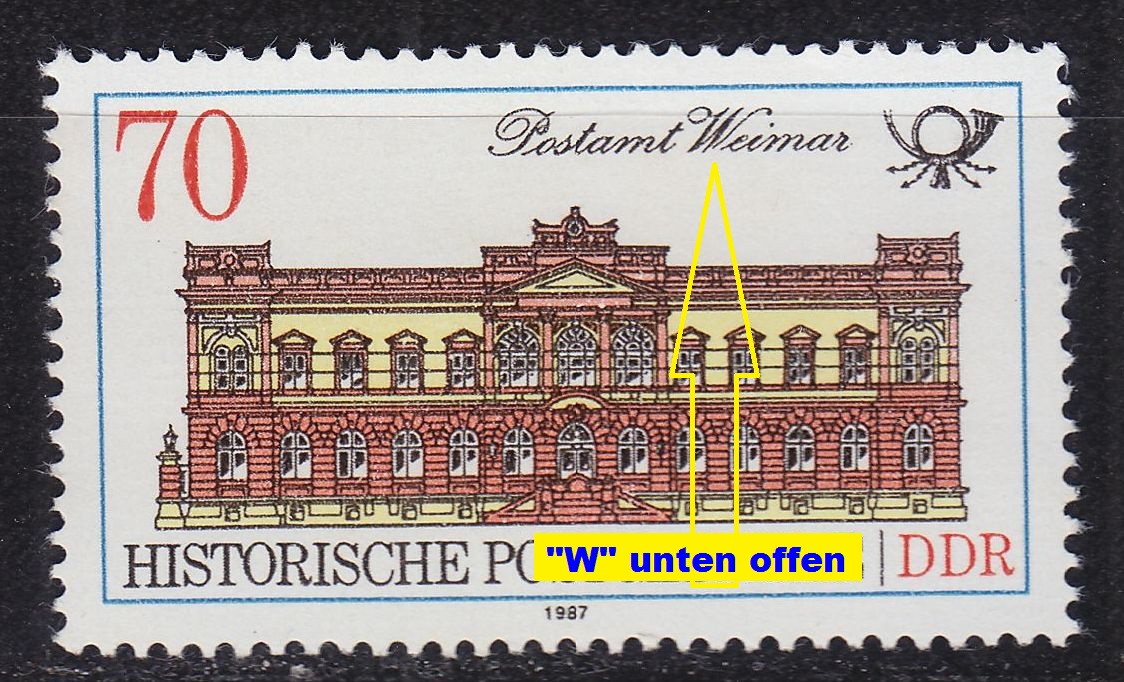 70
Postamt Weimar
HISTORISCHE
"W" unten offen
DDR
1987